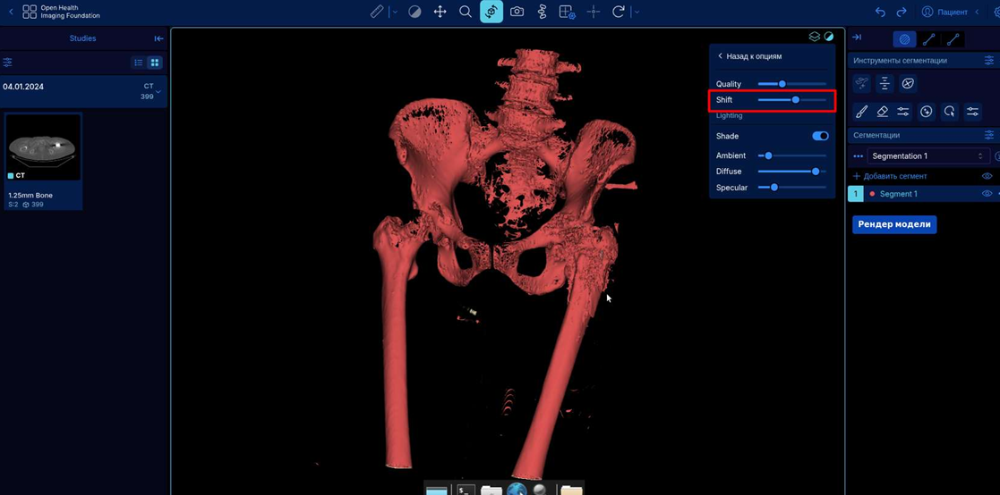 Open Health
Imaging Foundation
Пациент
Studies
04.01.2024
CT
399
CT
1.25mm Bone
S:2 399
Назад к опциям
Quality
Shift
Lighting
Shade
Ambient
Diffuse
Specular
Инструменты сегментации
Сегментации
Segmentation 1
Добавить сегмент
1 Segment 1
Рендер модели
$_